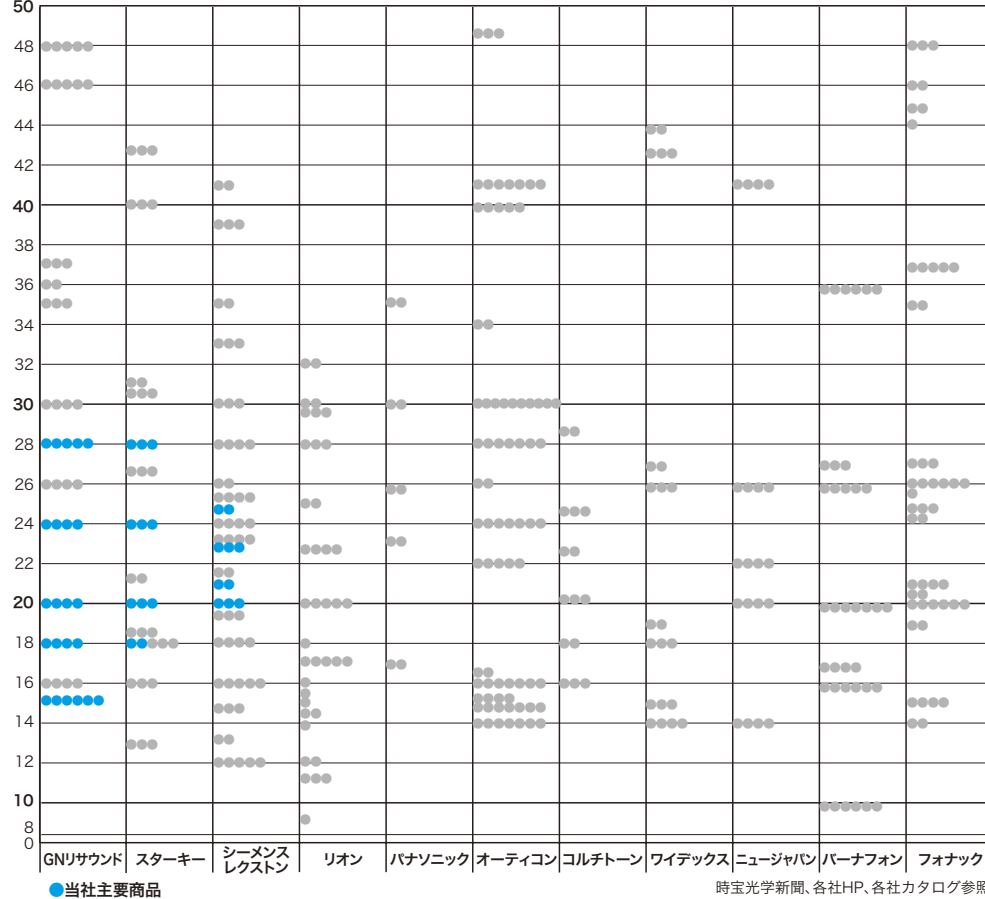 50
48
46
44
42
40
38
36
34
32
30
28
26
24
22
20
18
16
14
12
10
8
0
GNリサウンド
スターキー
シーメンス
レクストン
リオン
パナソニック
オーティコン
コルチトーン
ワイデックス
ニュージャパン
バーナフォン
フォナック
当社主要商品
時宝光学新聞、各社HP、各社カタログ参照